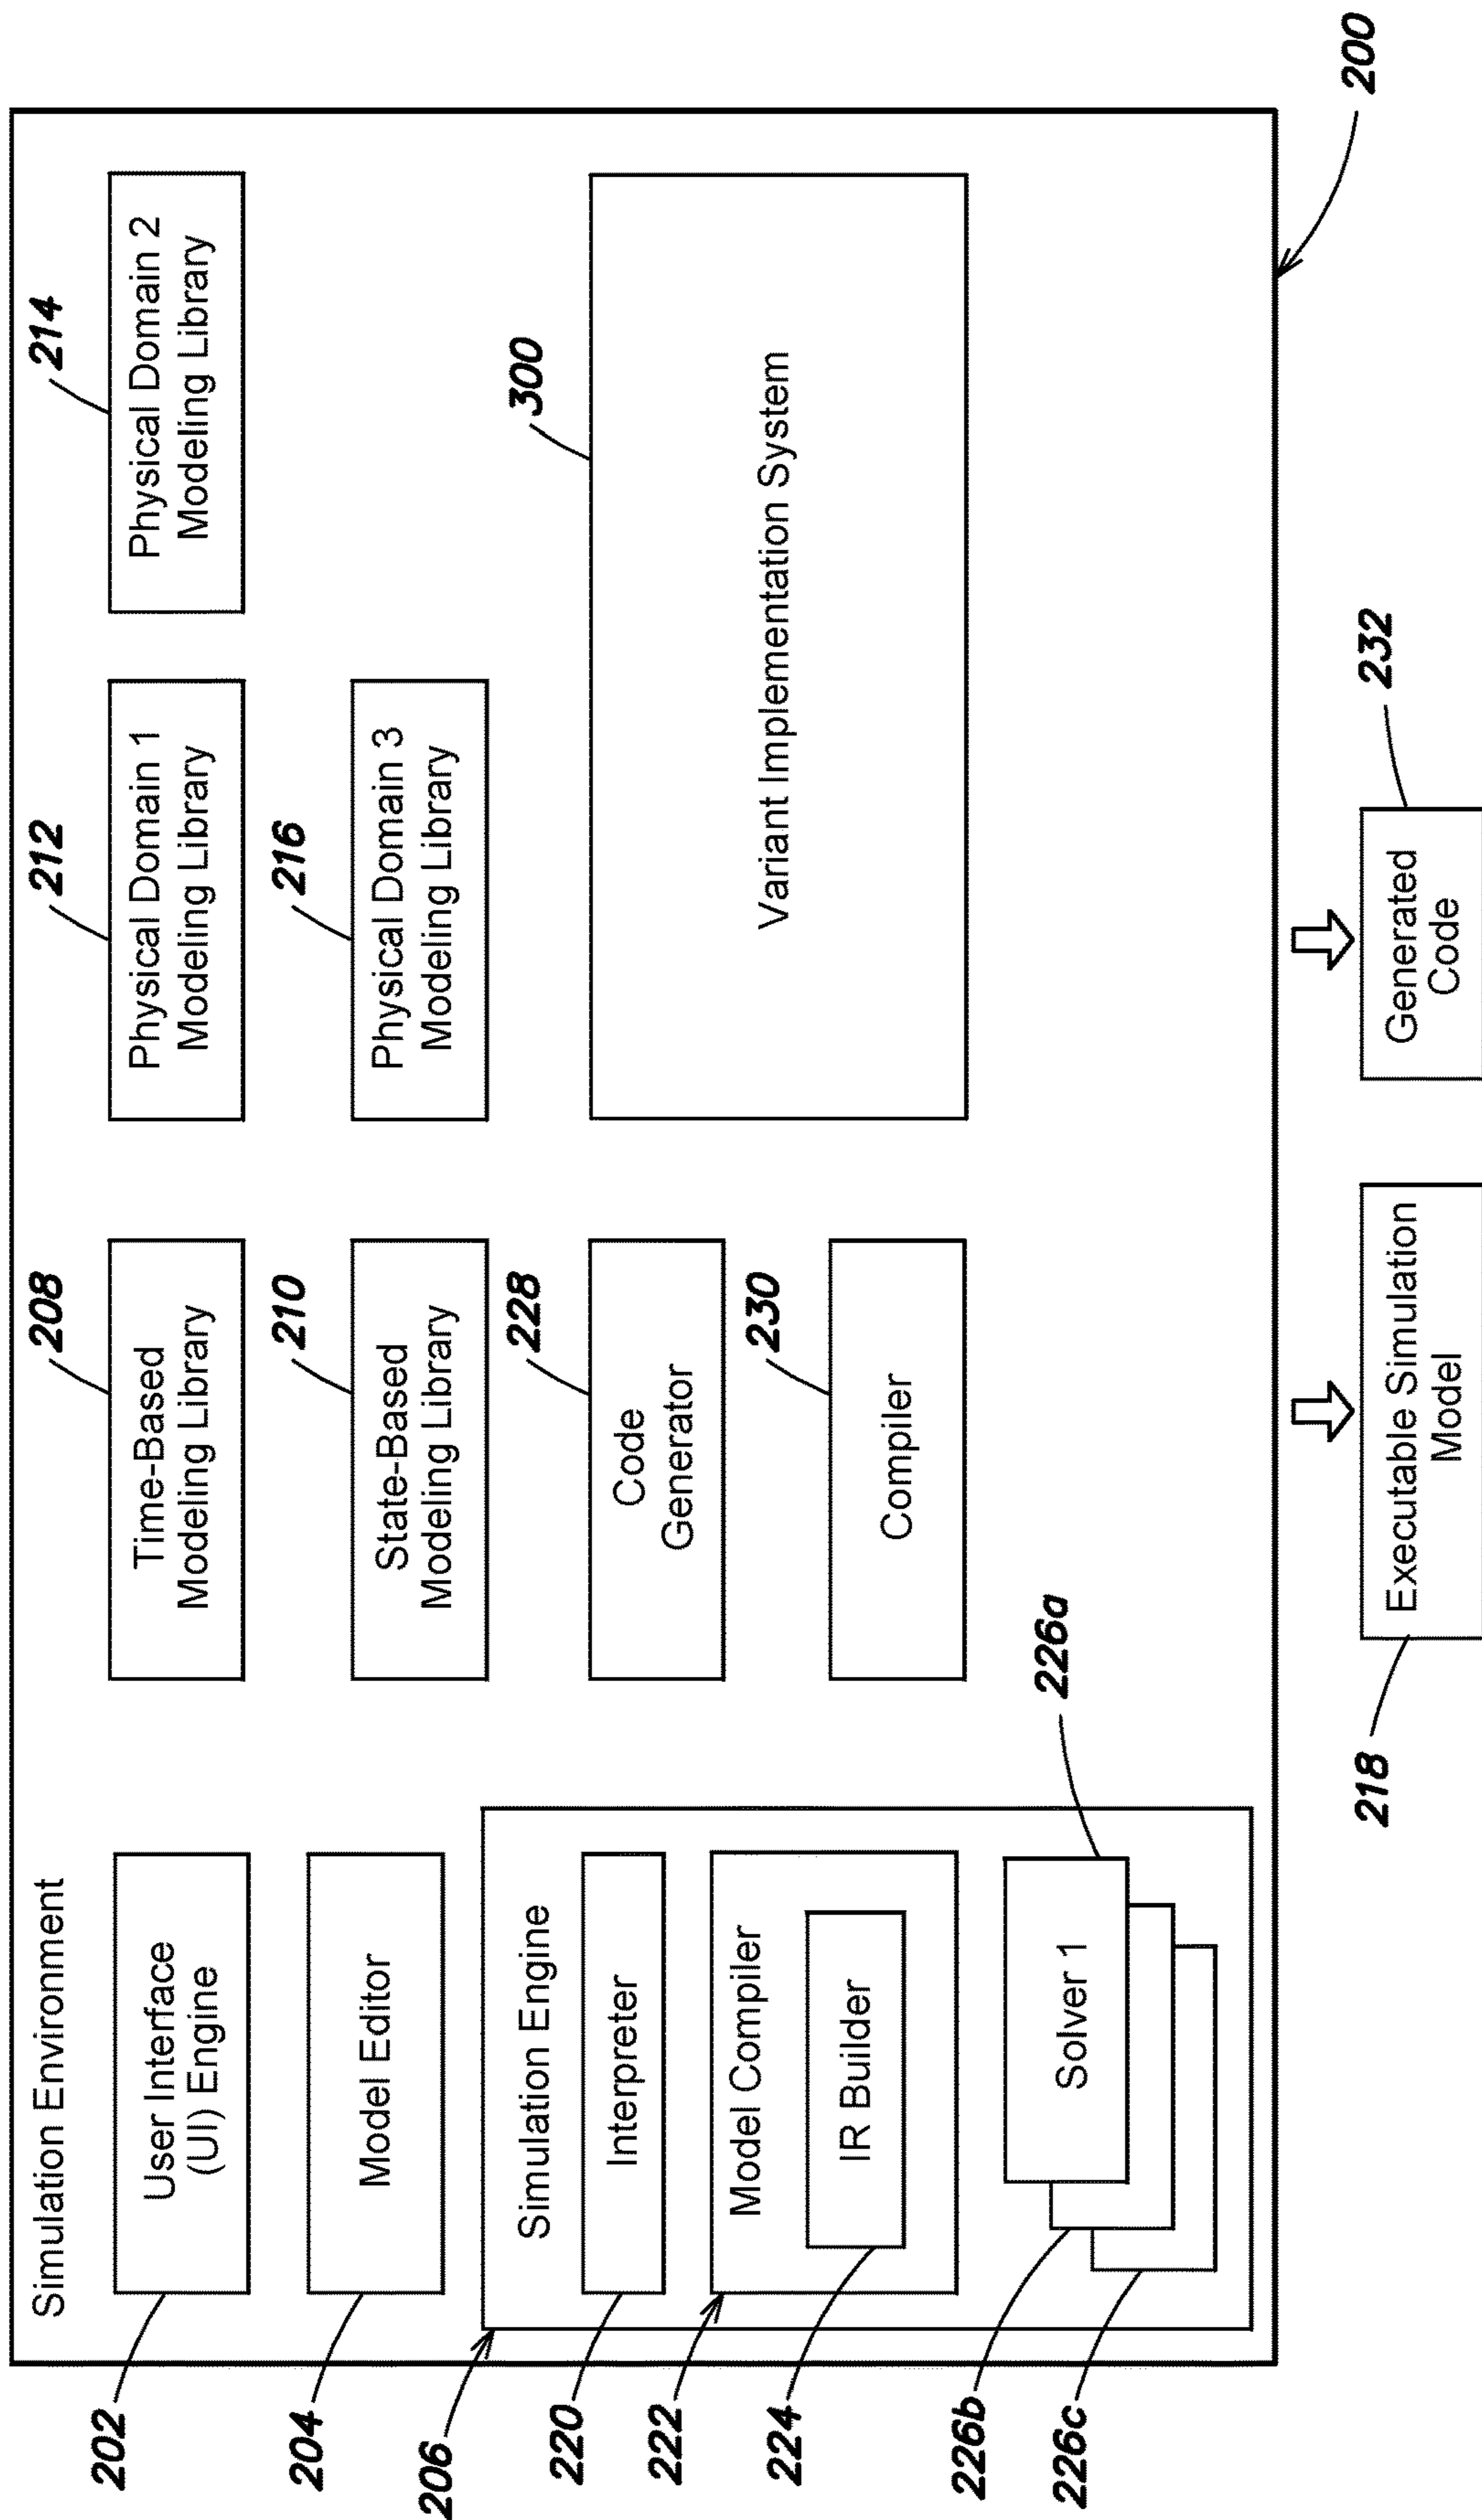 Simulation Environment
202
User Interface
(UI) Engine
204
Model Editor
206
Simulation Engine
220
Interpreter
222
Model Compiler
224
IR Builder
226a
Solver 1
226b
226c
208
Time-Based
Modeling Library
210
State-Based
Modeling Library
228
Code
Generator
230
Compiler
212
Physical Domain 1
Modeling Library
214
Physical Domain 2
Modeling Library
216
Physical Domain 3
Modeling Library
300
Variant Implementation System
200
218
Executable Simulation
Model
232
Generated
Code